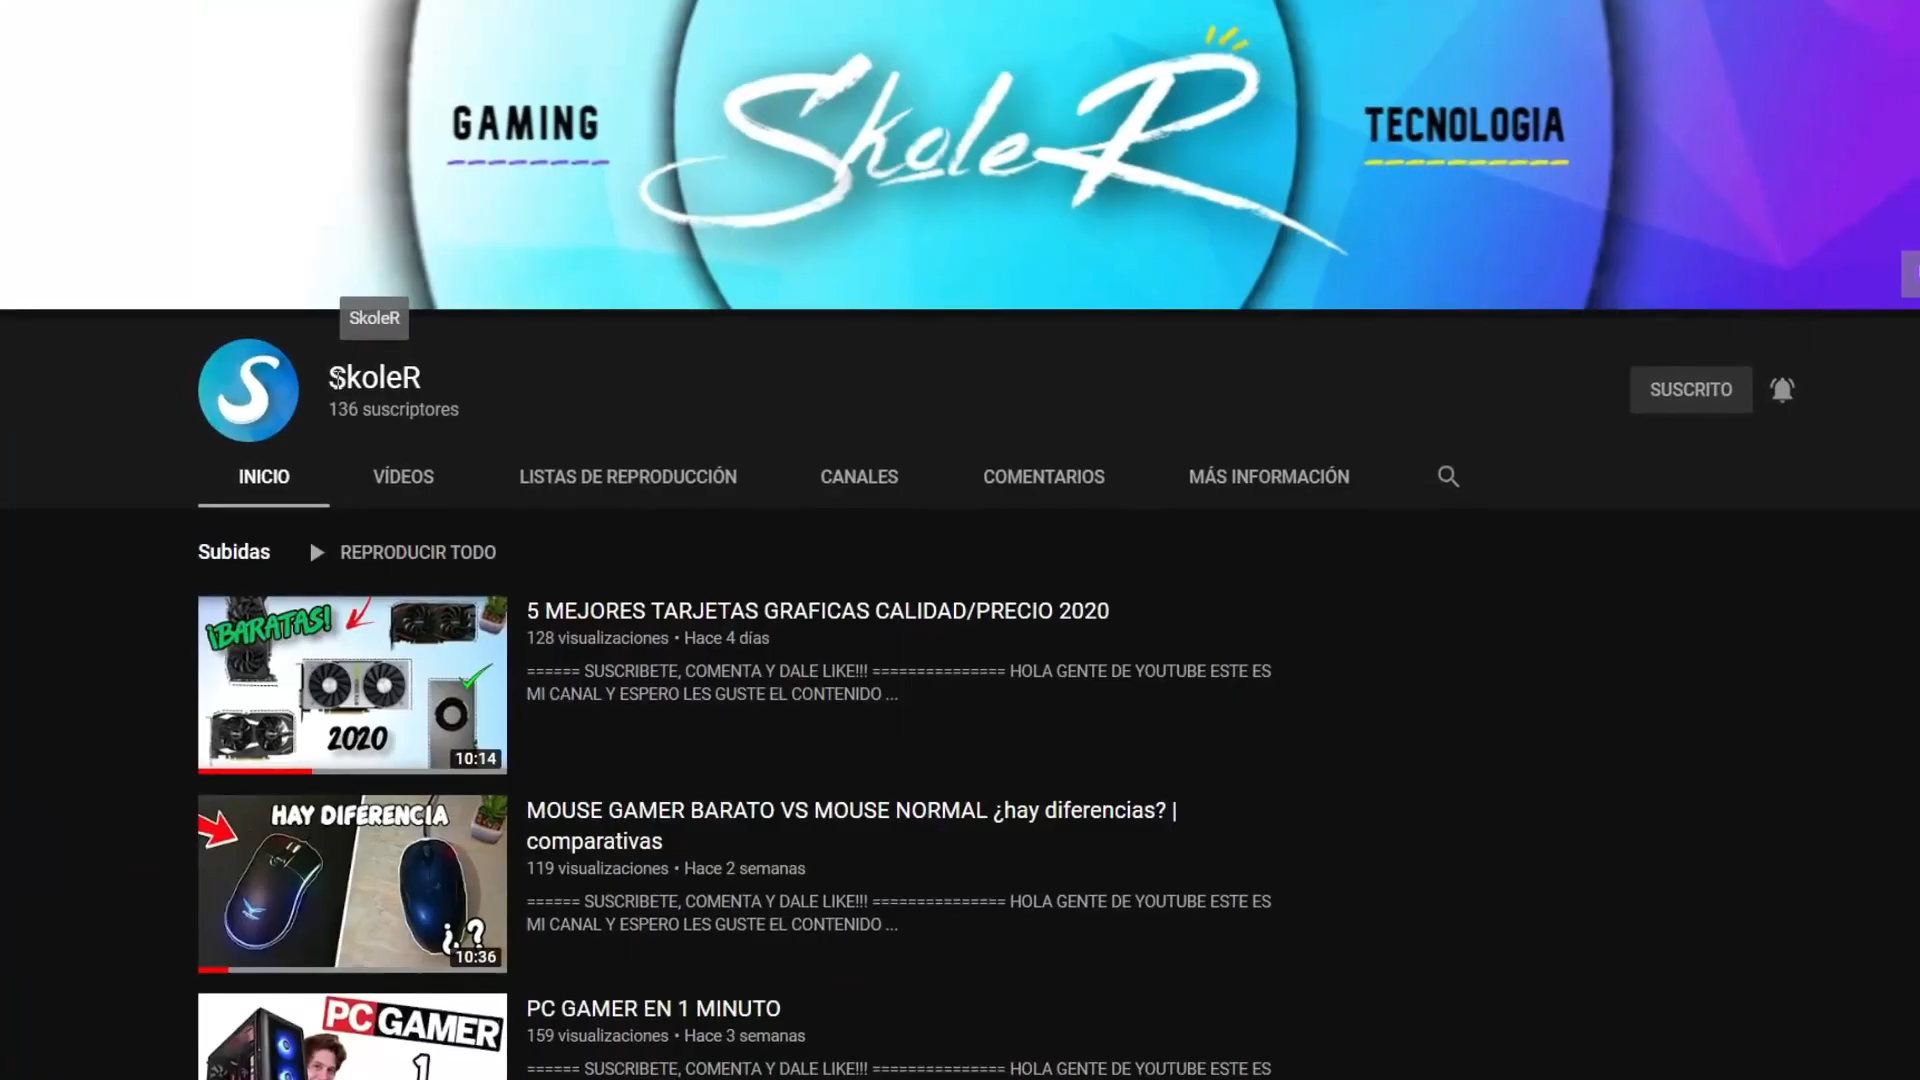 GAMING
SkoleR
TECNOLOGIA
SkoleR
S
SkoleR
136 suscriptores
SUSCRITO
INICIO
VÍDEOS
LISTAS DE REPRODUCCIÓN
CANALES
COMENTARIOS
MÁS INFORMACIÓN
Subidas
REPRODUCIR TODO
¡BARATAS!
2020
10:14
5 MEJORES TARJETAS GRAFICAS CALIDAD/PRECIO 2020
128 visualizaciones • Hace 4 días
====== SUSCRIBETE, COMENTA Y DALE LIKE!!! =============== HOLA GENTE DE YOUTUBE ESTE ES
MI CANAL Y ESPERO LES GUSTE EL CONTENIDO ...
HAY DIFERENCIA
¿?
10:36
MOUSE GAMER BARATO VS MOUSE NORMAL ¿hay diferencias? |
comparativas
119 visualizaciones • Hace 2 semanas
====== SUSCRIBETE, COMENTA Y DALE LIKE!!! =============== HOLA GENTE DE YOUTUBE ESTE ES
MI CANAL Y ESPERO LES GUSTE EL CONTENIDO ...
PC GAMER
1
PC GAMER EN 1 MINUTO
159 visualizaciones • Hace 3 semanas
====== SUSCRIBETE, COMENTA Y DALE LIKE!!! =============== HOLA GENTE DE YOUTUBE ESTE ES